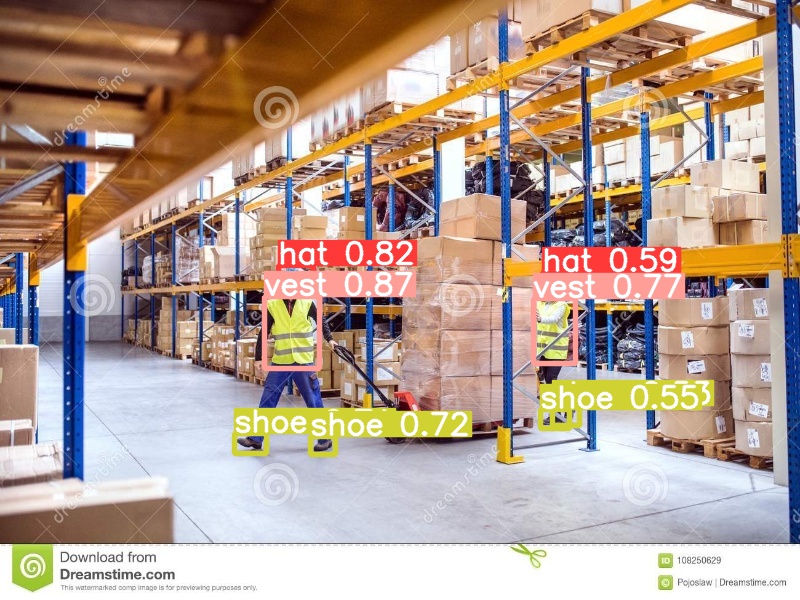 hat 0.82
hat 0.59
vest 0.87
vest 0.77
shoe 0.55
shoe
shoe 0.72
Download from
Dreamstime.com
This watermarked comp image is for previewing purposes only.
108250629
Pojoslaw | Dreamstime.com
dreamstime.